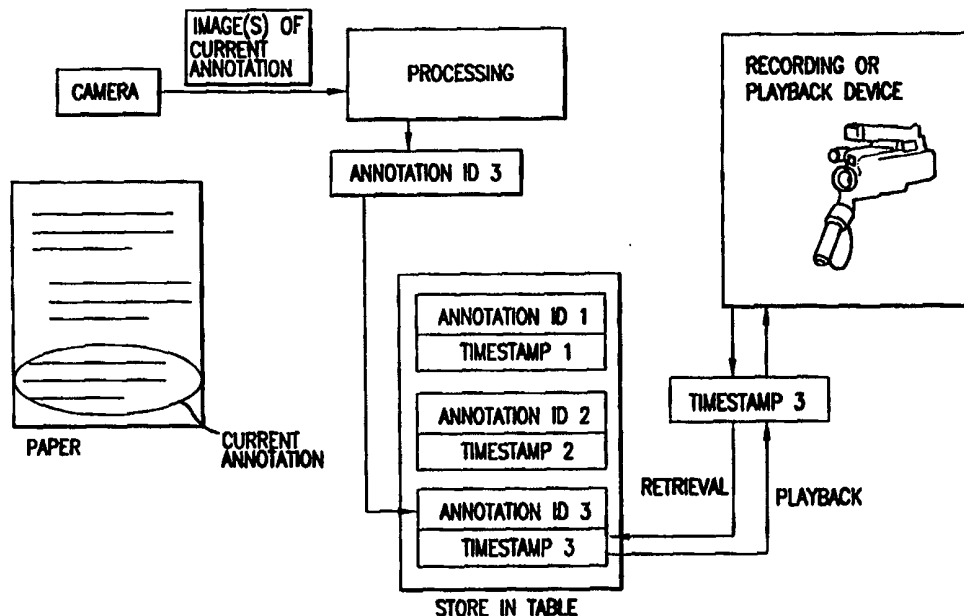 IMAGE(S) OF
CURRENT
ANNOTATION
CAMERA
PROCESSING
RECORDING OR
PLAYBACK DEVICE
ANNOTATION ID 3
ANNOTATION ID 1
TIMESTAMP 1
ANNOTATION ID 2
TIMESTAMP 2
TIMESTAMP 3
PAPER
CURRENT
ANNOTATION
RETRIEVAL
PLAYBACK
ANNOTATION ID 3
TIMESTAMP 3
STORE IN TABLE